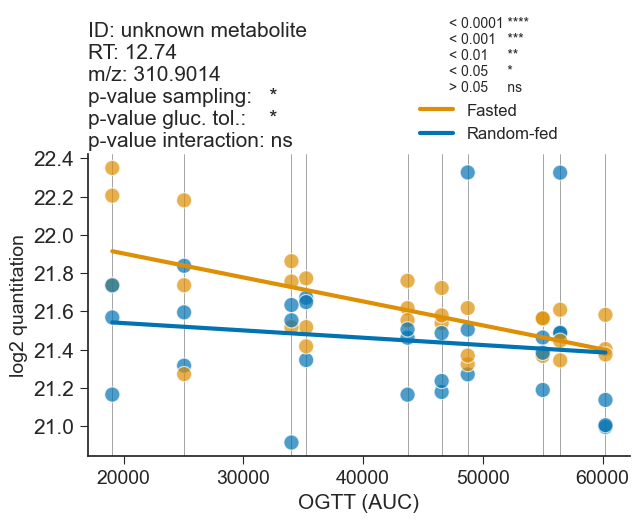 ID: unknown metabolite
RT: 12.74
m/z: 310.9014
p-value sampling: *
p-value gluc. tol.: *
p-value interaction: ns
< 0.0001 ****
< 0.001 ***
< 0.01 **
< 0.05 *
> 0.05 ns
Fasted
Random-fed
22.4
22.2
22.0
21.8
21.6
21.4
21.2
21.0
log2 quantitation
20000 30000 40000 50000 60000
OGTT (AUC)